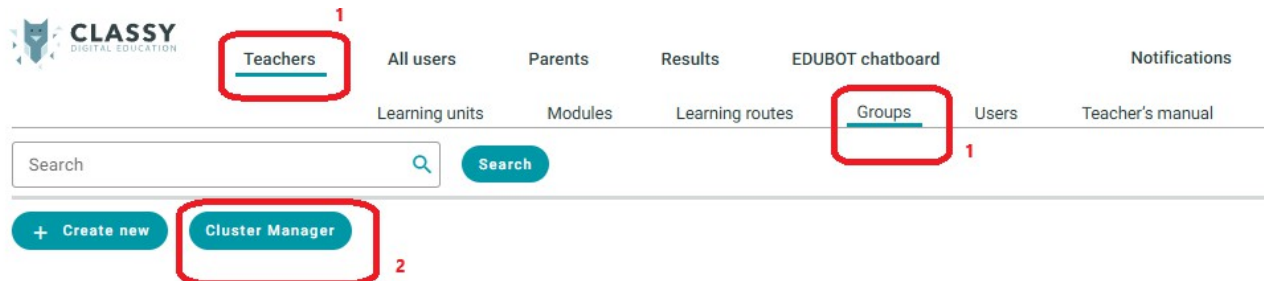 1
CLASSY
DIGITAL EDUCATION
Teachers All users Parents Results EDUBOT chatboard Notifications
Learning units Modules Learning routes Groups Users Teacher's manual
1
Search Search
+ Create new Cluster Manager
2